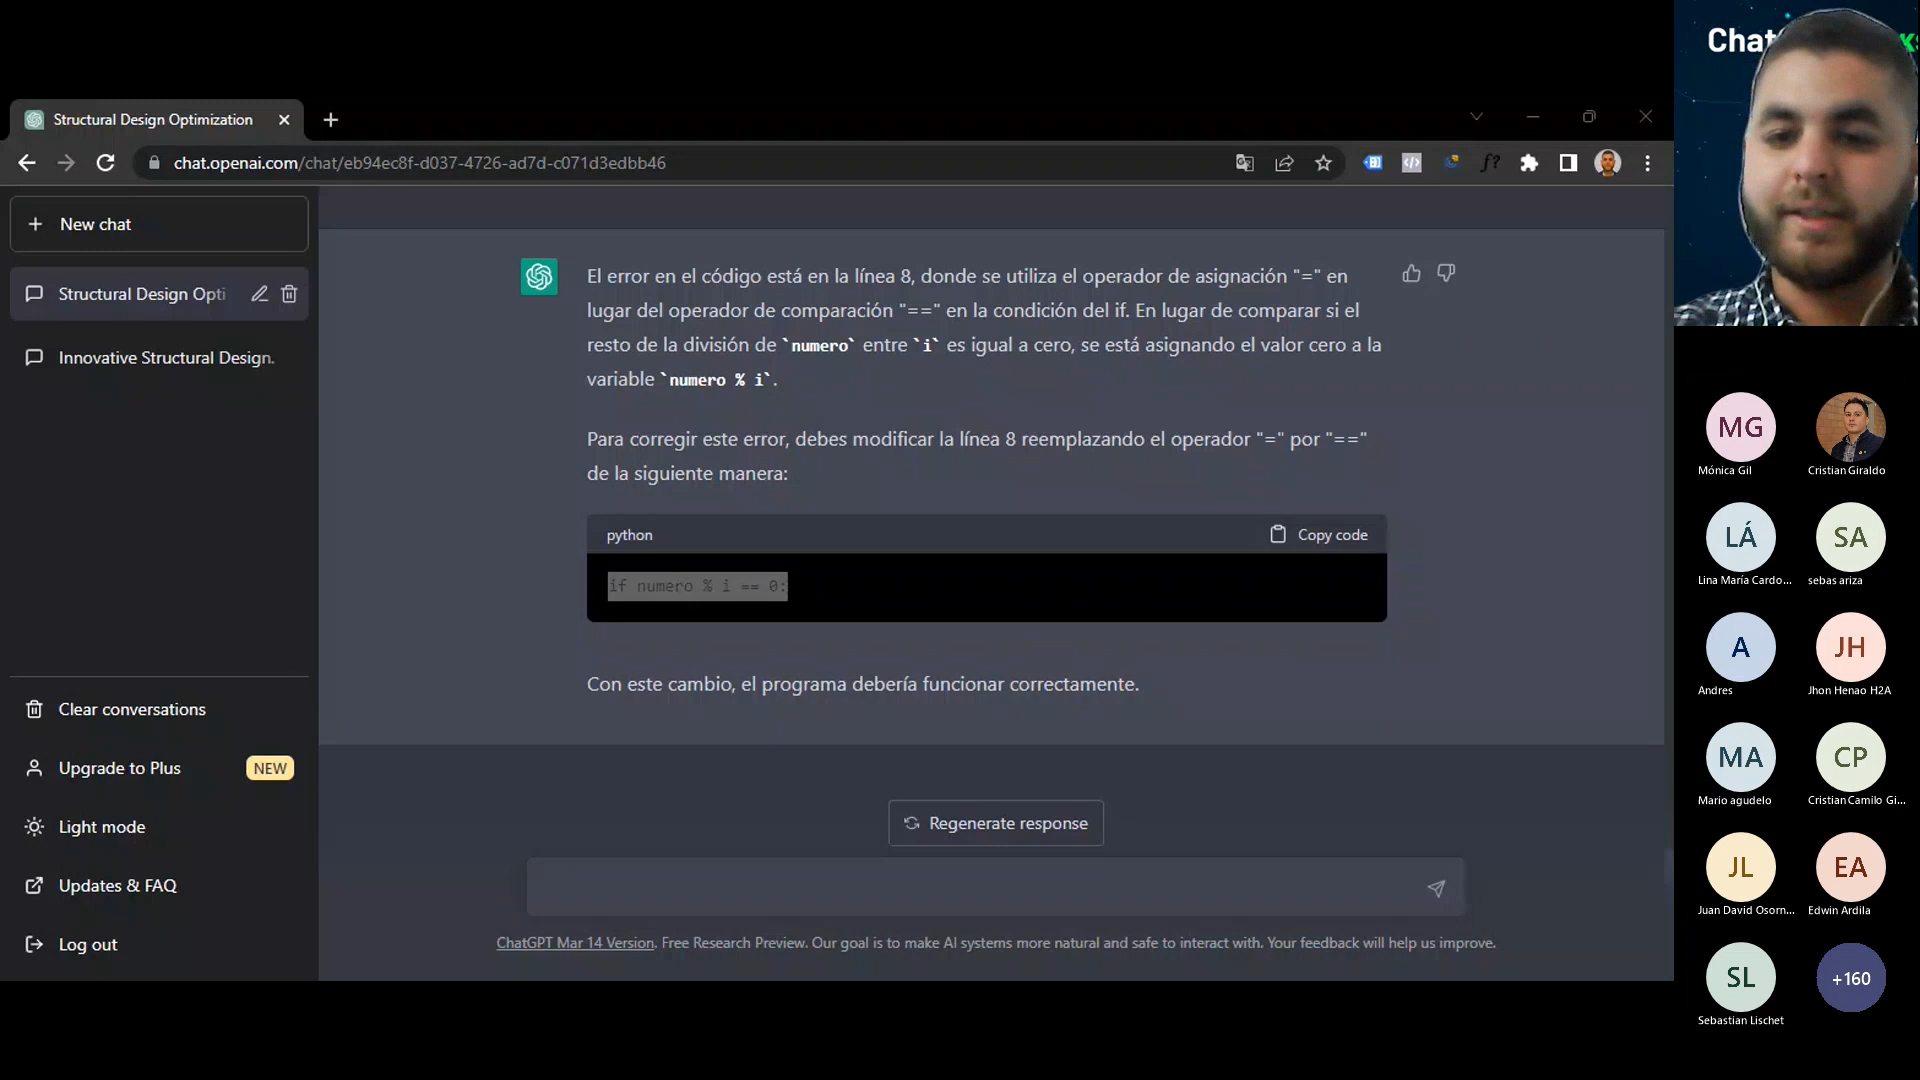 Structural Design Optimization
chat.openai.com/chat/eb94ec8f-d037-4726-ad7d-c071d3edbb46
New chat
Structural Design Opti
Innovative Structural Design.
Clear conversations
Upgrade to Plus
NEW
Light mode
Updates & FAQ
Log out
El error en el código está en la línea 8, donde se utiliza el operador de asignación "=" en
lugar del operador de comparación "==" en la condición del if. En lugar de comparar si el
resto de la división de `numero` entre `i` es igual a cero, se está asignando el valor cero a la
variable `numero % i`.
Para corregir este error, debes modificar la línea 8 reemplazando el operador "=" por "=="
de la siguiente manera:
python
Copy code
if numero % i == 0:
Con este cambio, el programa debería funcionar correctamente.
Regenerate response
ChatGPT Mar 14 Version. Free Research Preview. Our goal is to make AI systems more natural and safe to interact with. Your feedback will help us improve.
MG
Mónica Gil
Cristian Giraldo
LÁ
Lina María Cardo...
SA
sebas ariza
A
Andres
JH
Jhon Henao H2A
MA
Mario agudelo
CP
Cristian Camilo Gi...
JL
Juan David Osorn...
EA
Edwin Ardila
SL
Sebastian Lischet
+160